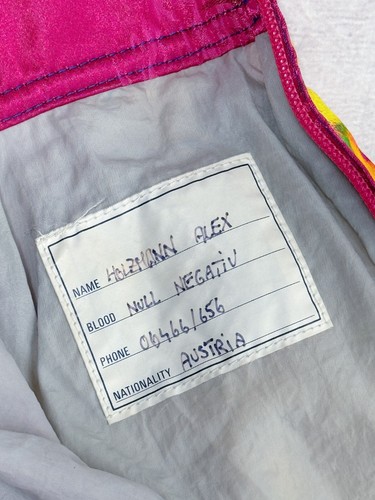 NAME HOLZMANN ALEX
BLOOD NULL NEGATIV
PHONE 06466/656
NATIONALITY AUSTRIA